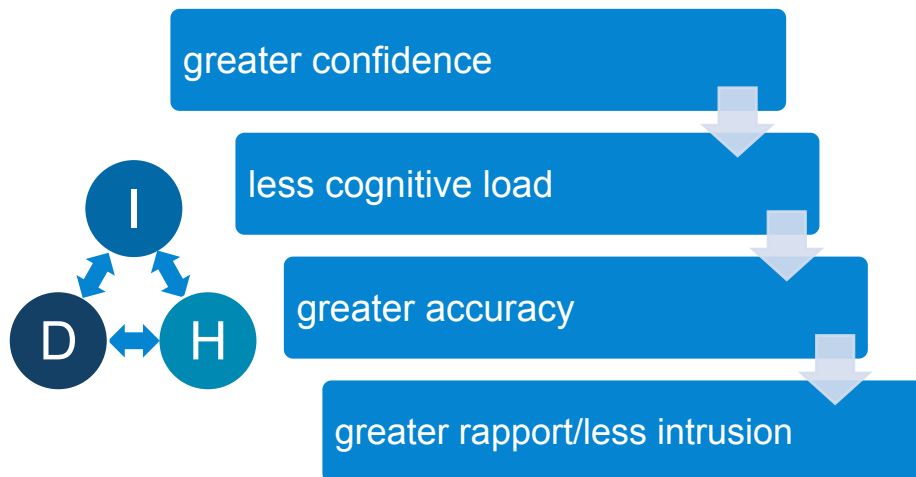 greater confidence
less cognitive load
I
greater accuracy
D H
greater rapport/less intrusion